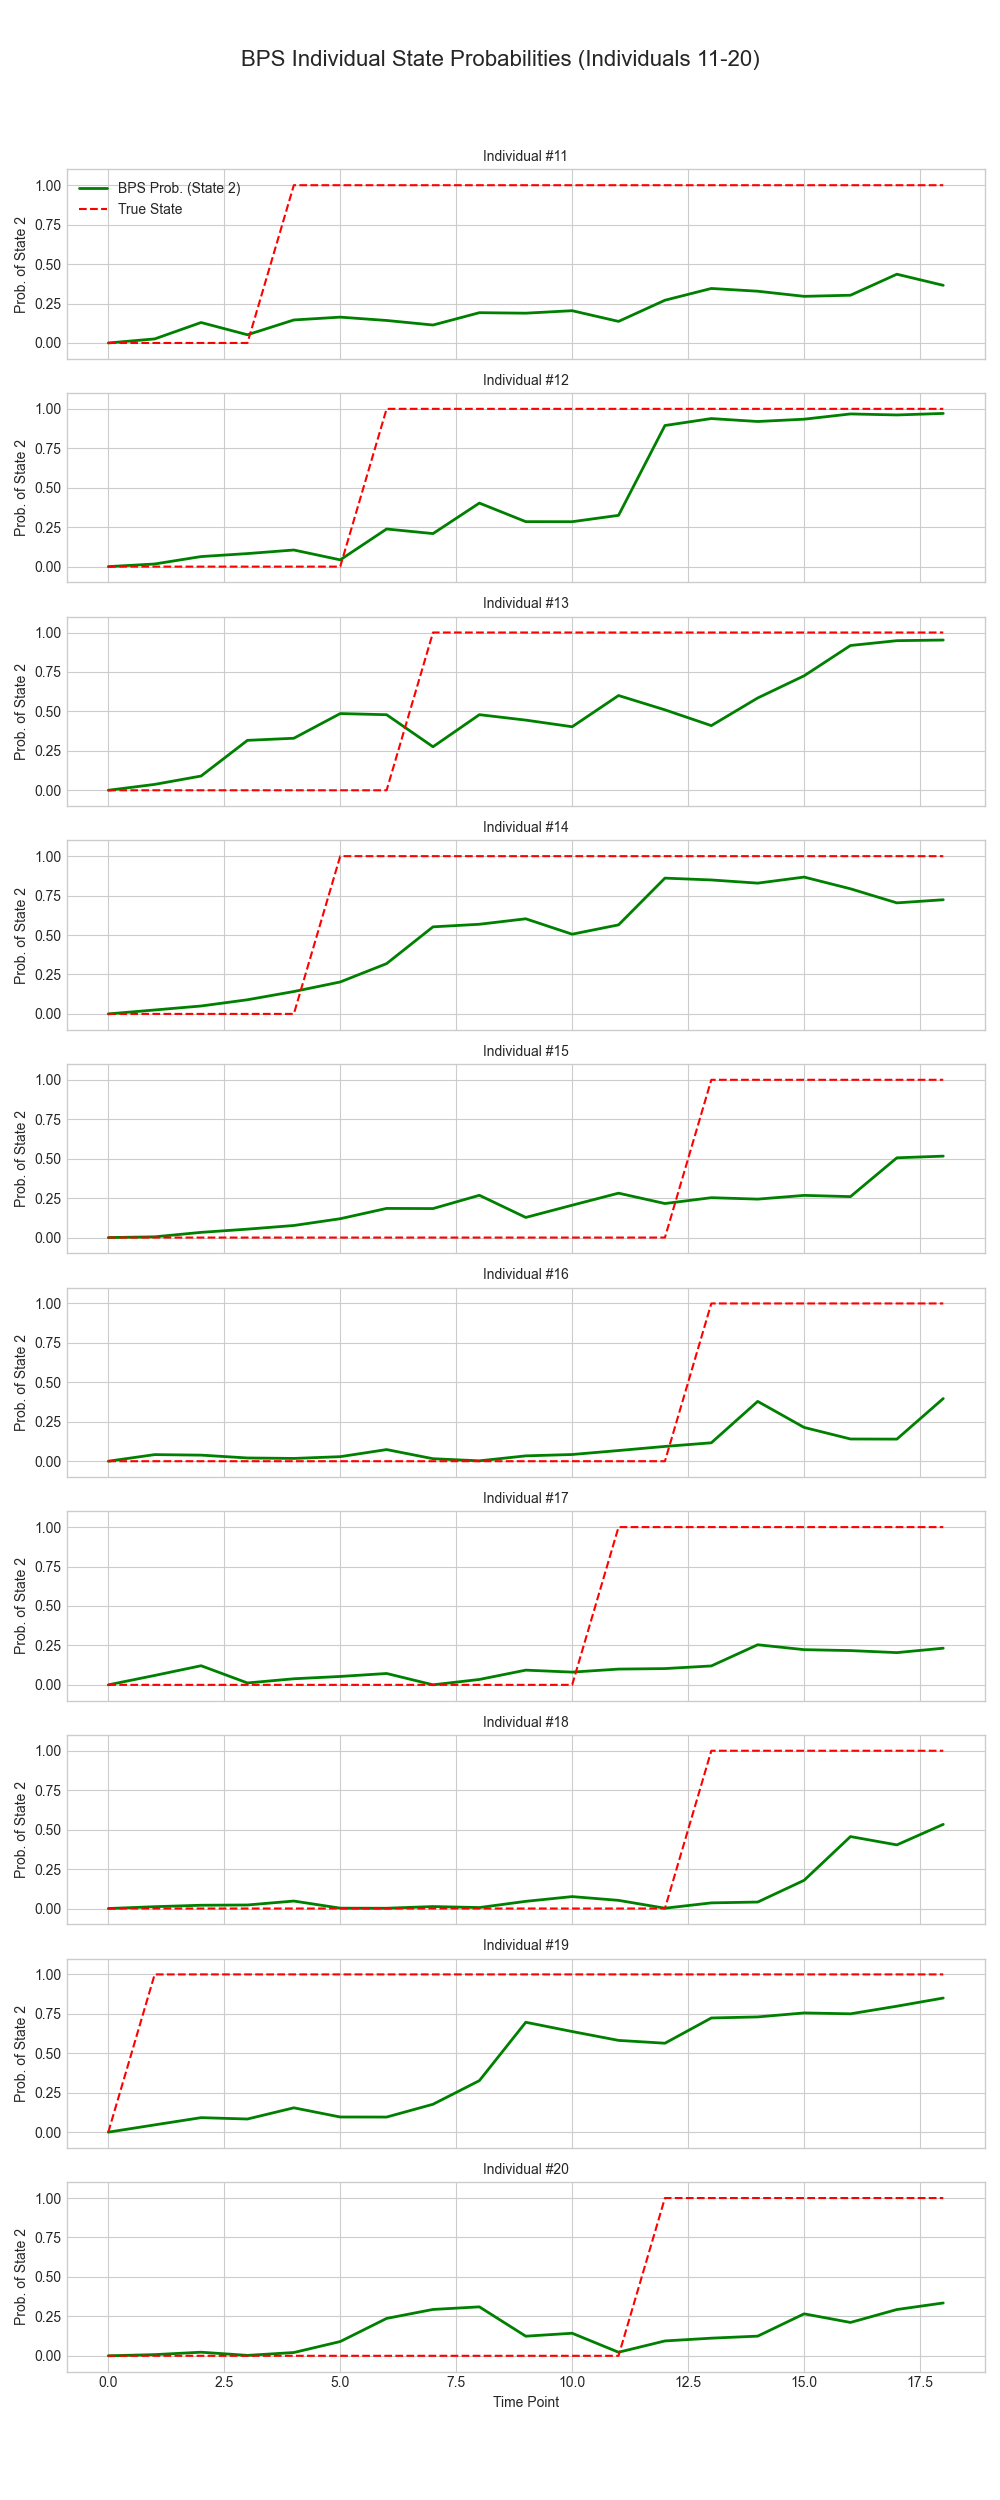 BPS Individual State Probabilities (Individuals 11-20)
Individual #11
BPS Prob. (State 2)
True State
Prob. of State 2
1.00
0.75
0.50
0.25
0.00
Individual #12
Prob. of State 2
1.00
0.75
0.50
0.25
0.00
Individual #13
Prob. of State 2
1.00
0.75
0.50
0.25
0.00
Individual #14
Prob. of State 2
1.00
0.75
0.50
0.25
0.00
Individual #15
Prob. of State 2
1.00
0.75
0.50
0.25
0.00
Individual #16
Prob. of State 2
1.00
0.75
0.50
0.25
0.00
Individual #17
Prob. of State 2
1.00
0.75
0.50
0.25
0.00
Individual #18
Prob. of State 2
1.00
0.75
0.50
0.25
0.00
Individual #19
Prob. of State 2
1.00
0.75
0.50
0.25
0.00
Individual #20
Prob. of State 2
1.00
0.75
0.50
0.25
0.00
0.0 2.5 5.0 7.5 10.0 12.5 15.0 17.5
Time Point